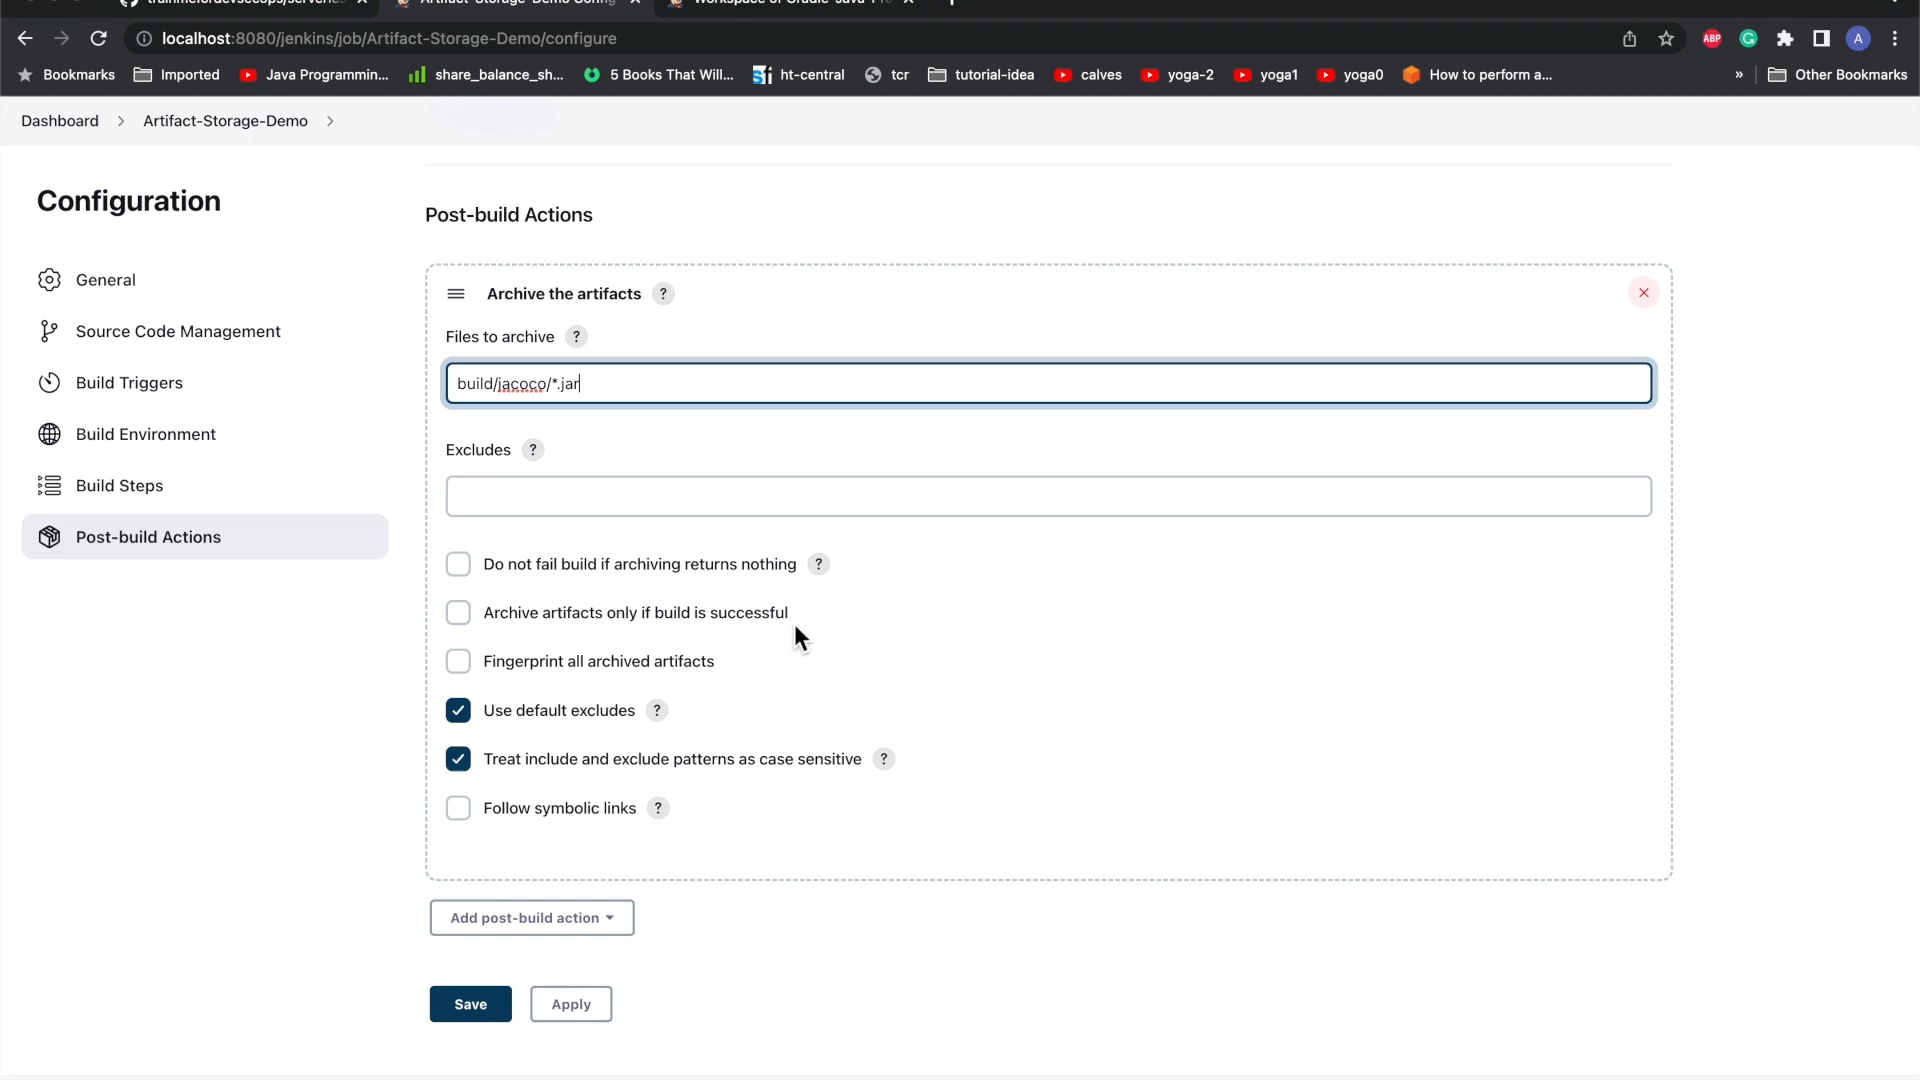 localhost:8080/jenkins/job/Artifact-Storage-Demo/configure
ABP
A
Bookmarks
Imported
Java Programmin...
share_balance_sh...
5 Books That Will...
ht-central
tcr
tutorial-idea
calves
yoga-2
yoga1
yoga0
How to perform a...
»
Other Bookmarks
Dashboard > Artifact-Storage-Demo >
Configuration
General
Source Code Management
Build Triggers
Build Environment
Build Steps
Post-build Actions
Post-build Actions
Archive the artifacts ?
Files to archive ?
build/jacoco/*.jar
Excludes ?
Do not fail build if archiving returns nothing ?
Archive artifacts only if build is successful
Fingerprint all archived artifacts
Use default excludes ?
Treat include and exclude patterns as case sensitive ?
Follow symbolic links ?
Add post-build action
Save
Apply